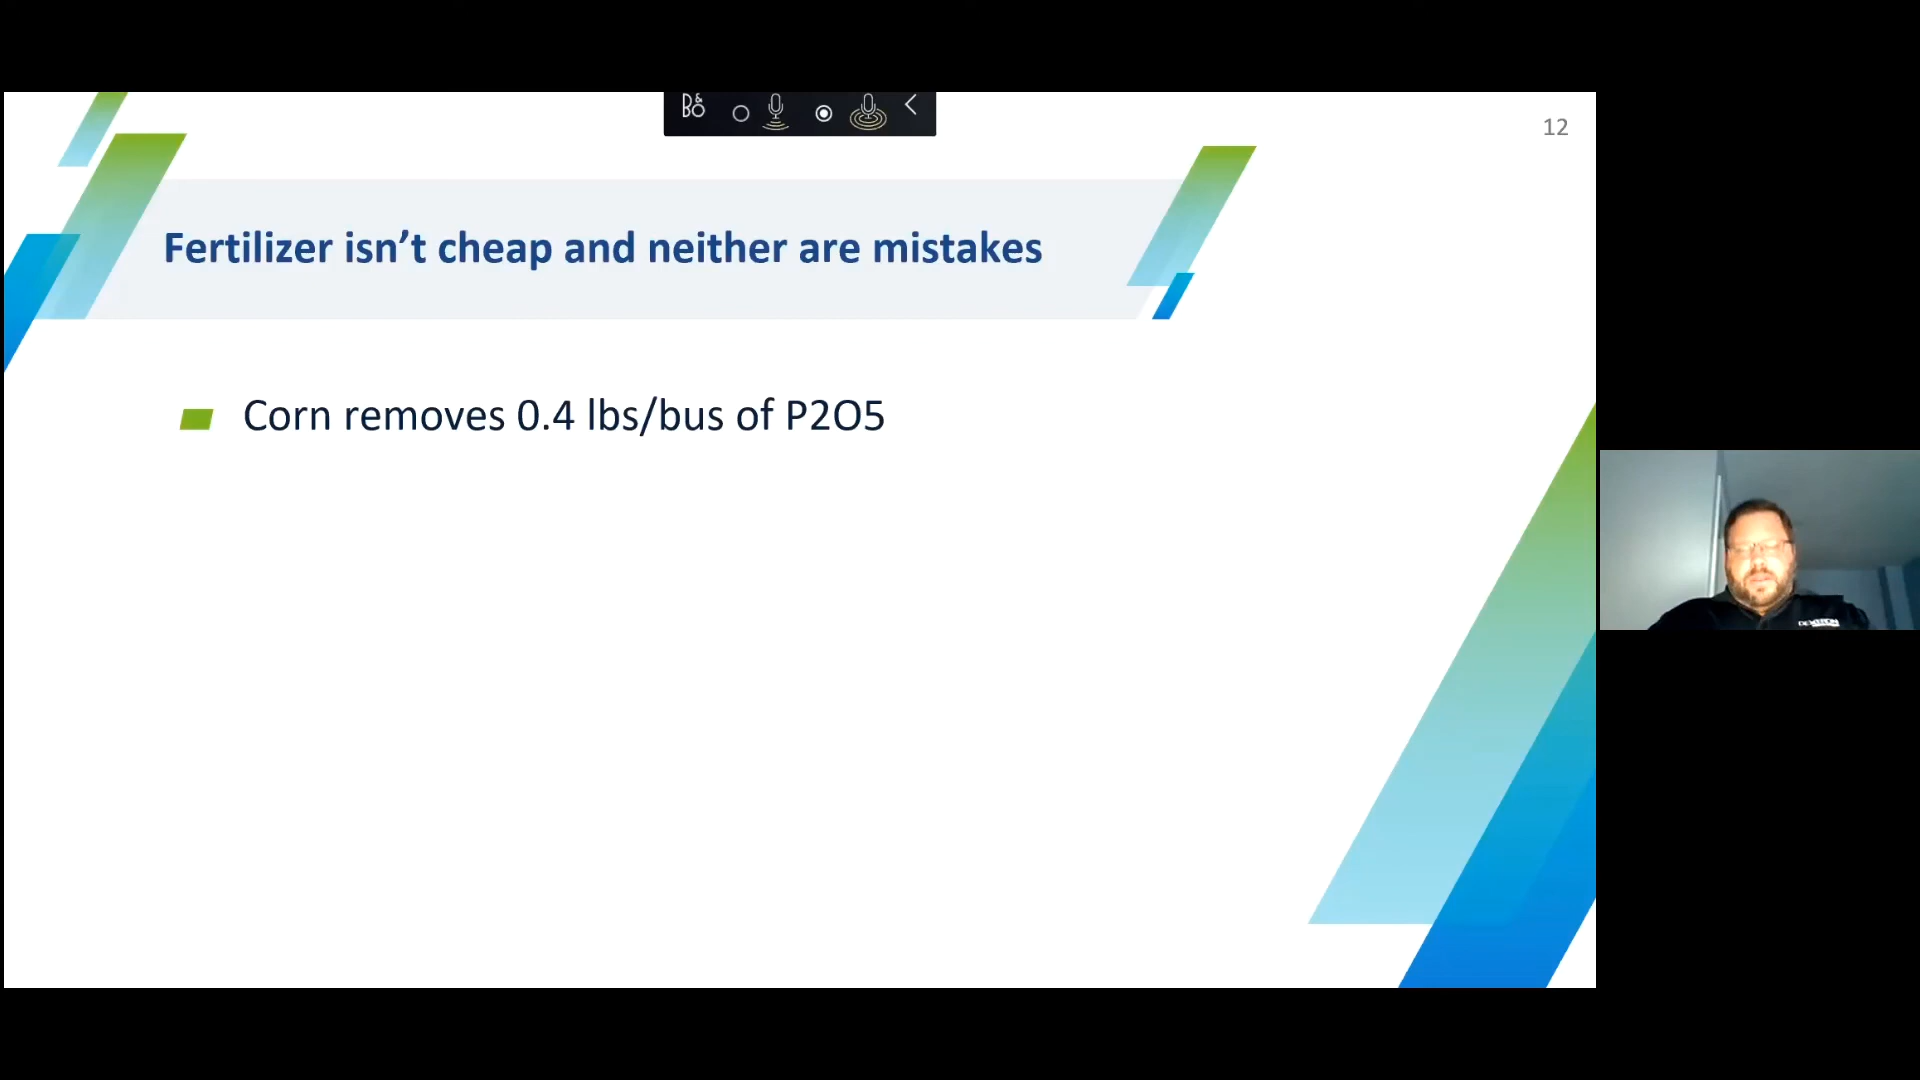 B&O
12
Fertilizer isn’t cheap and neither are mistakes
Corn removes 0.4 lbs/bus of P2O5